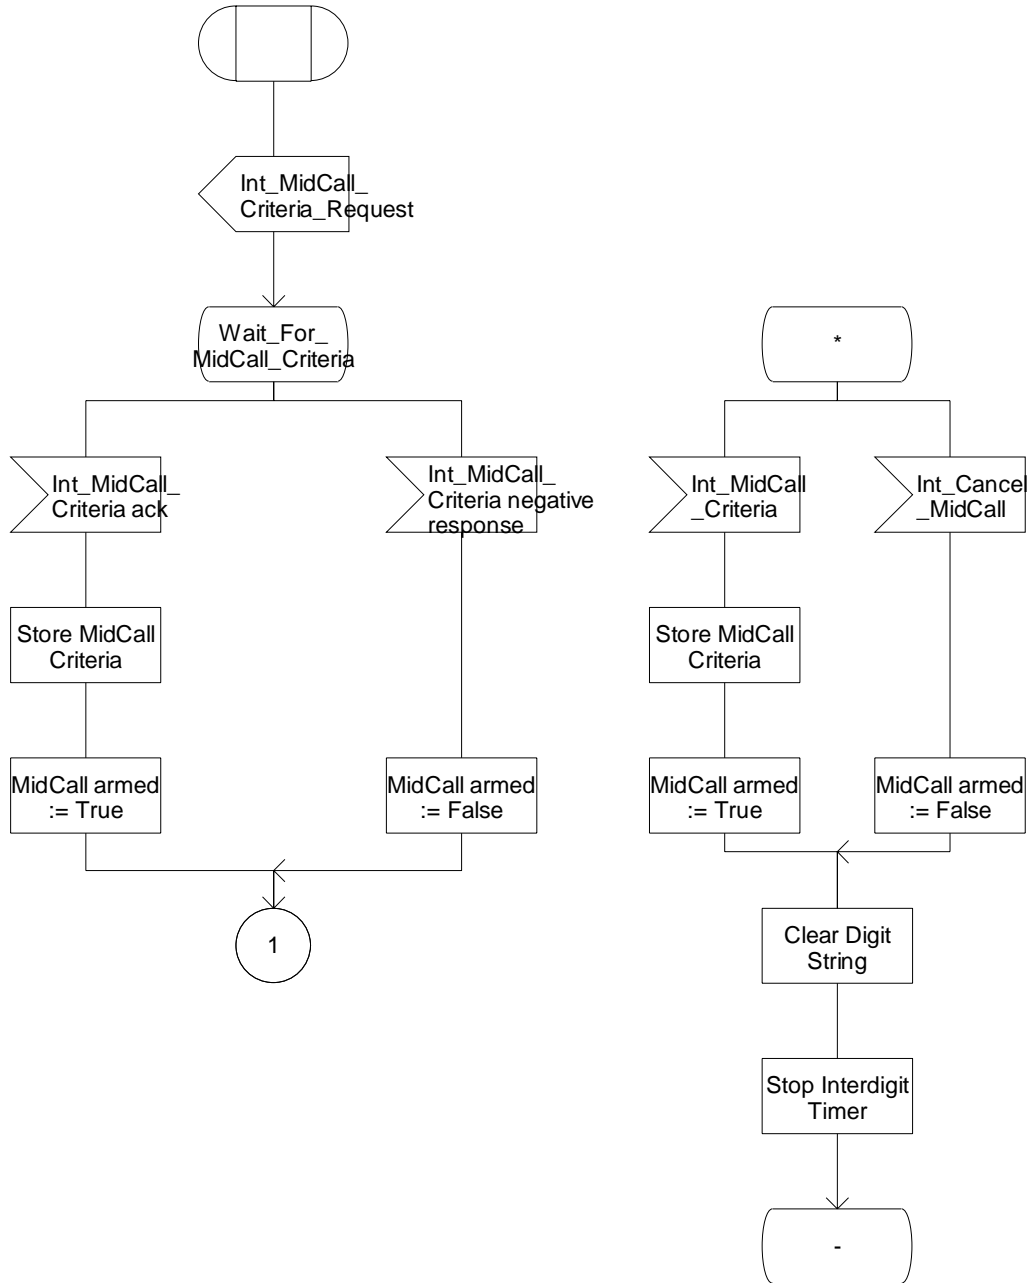 Int_MidCall_
Criteria_Request
Wait_For_
MidCall_Criteria
*
Int_MidCall_
Criteria ack
Int_MidCall_
Criteria negative
response
Int_MidCall
_Criteria
Int_Cancel
_MidCall
Store MidCall
Criteria
Store MidCall
Criteria
MidCall armed
:= True
MidCall armed
:= False
MidCall armed
:= True
MidCall armed
:= False
1
Clear Digit
String
Stop Interdigit
Timer
-